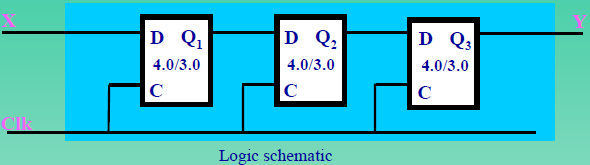 X
Y
D Q1
4.0/3.0
C
D Q2
4.0/3.0
C
D Q3
4.0/3.0
C
Clk
Logic schematic